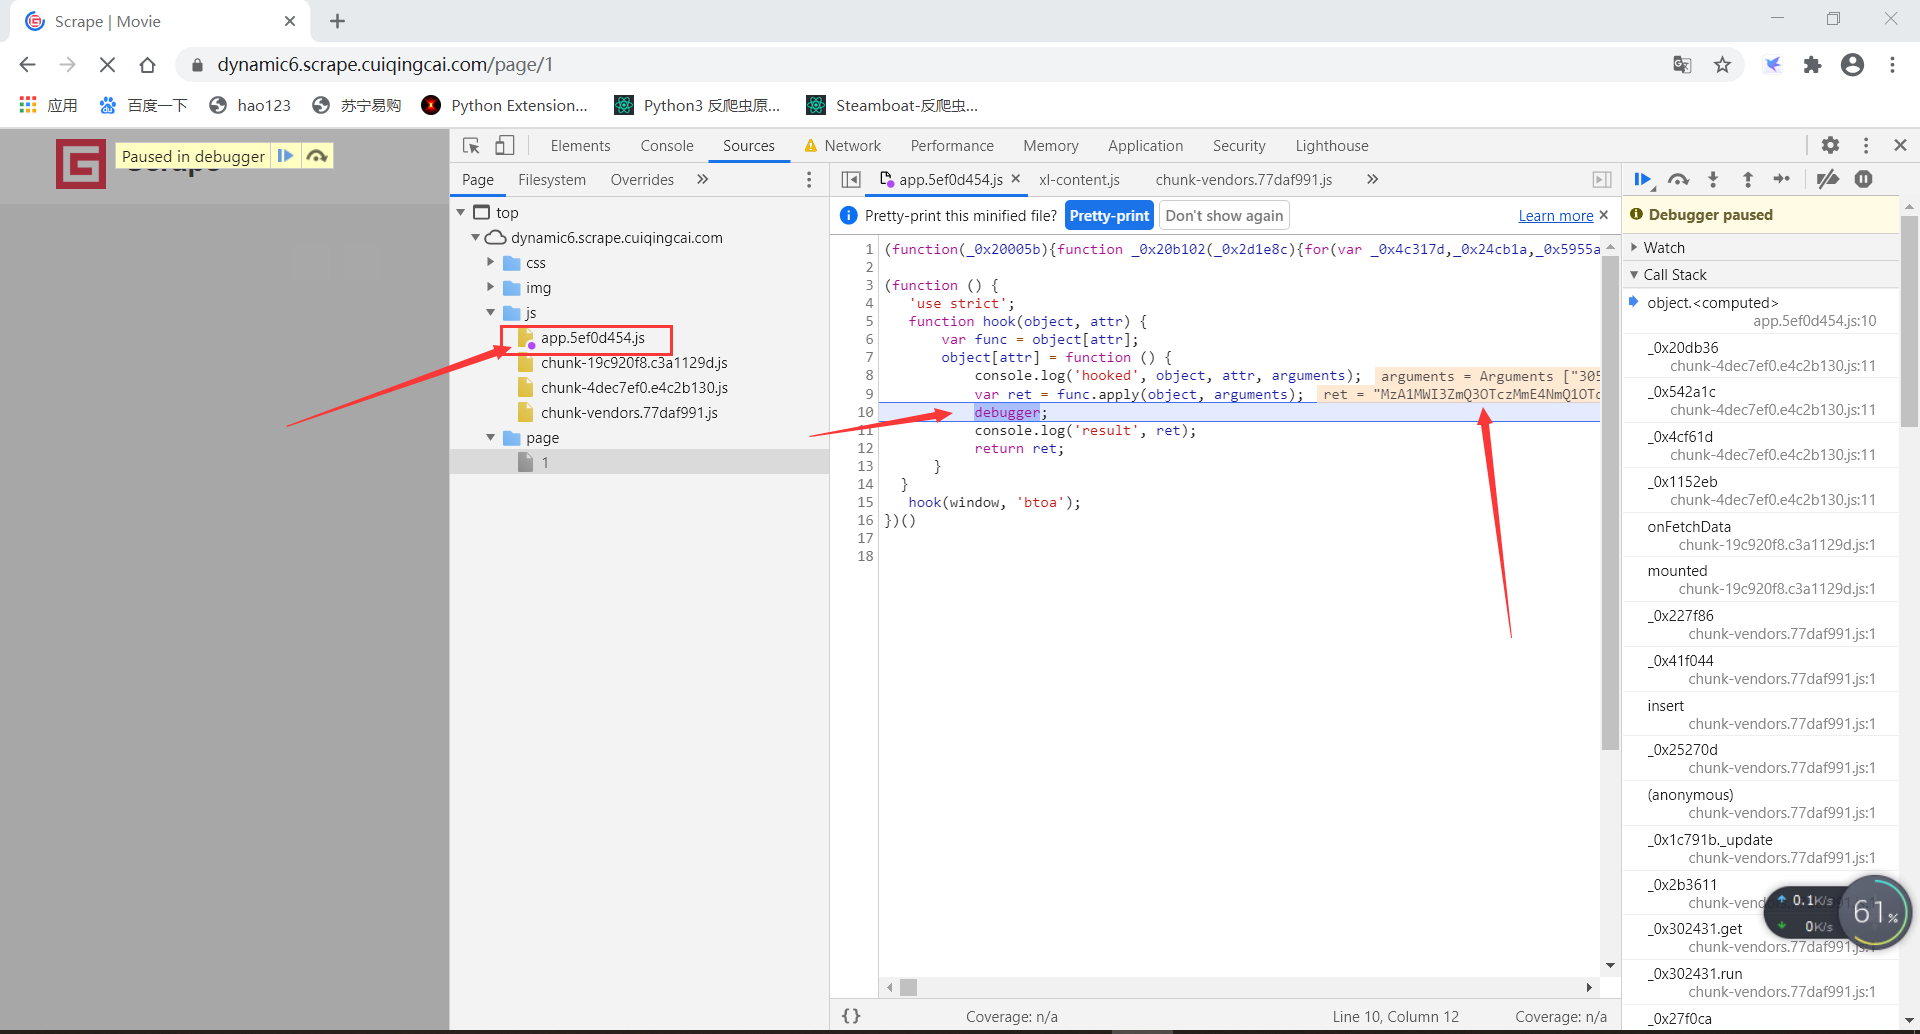 Scrape | Movie
dynamic6.scrape.cuiqingcai.com/page/1
应用 百度一下 hao123 苏宁易购 Python Extension... Python3 反爬虫原... Steamboat-反爬虫...
Paused in debugger
Scrape
Elements Console Sources Network Performance Memory Application Security Lighthouse
Page Filesystem Overrides »
app.5ef0d454.js × xl-content.js chunk-vendors.77daf991.js »
Pretty-print this minified file? Pretty-print Don't show again Learn more ×
top
dynamic6.scrape.cuiqingcai.com
css
img
js
app.5ef0d454.js
chunk-19c920f8.c3a1129d.js
chunk-4dec7ef0.e4c2b130.js
chunk-vendors.77daf991.js
page
1
1 (function(_0x20005b){function _0x20b102(_0x2d1e8c){for(var _0x4c317d,_0x24cb1a,_0x5955a
2
3 (function () {
4 'use strict';
5 function hook(object, attr) {
6 var func = object[attr];
7 object[attr] = function () {
8 console.log('hooked', object, attr, arguments); arguments = Arguments ["305
9 var ret = func.apply(object, arguments); ret = "MzA1MWI3ZmQ3OTczMmE4NmQ1OTc
10 debugger;
11 console.log('result', ret);
12 return ret;
13 }
14 }
15 hook(window, 'btoa');
16 })()
17
18
{} Coverage: n/a Line 10, Column 12 Coverage: n/a
Debugger paused
Watch
Call Stack
object.<computed>
app.5ef0d454.js:10
_0x20db36
chunk-4dec7ef0.e4c2b130.js:11
_0x542a1c
chunk-4dec7ef0.e4c2b130.js:11
_0x4cf61d
chunk-4dec7ef0.e4c2b130.js:11
_0x1152eb
chunk-4dec7ef0.e4c2b130.js:11
onFetchData
chunk-19c920f8.c3a1129d.js:1
mounted
chunk-19c920f8.c3a1129d.js:1
_0x227f86
chunk-vendors.77daf991.js:1
_0x41f044
chunk-vendors.77daf991.js:1
insert
chunk-vendors.77daf991.js:1
_0x25270d
chunk-vendors.77daf991.js:1
(anonymous)
chunk-vendors.77daf991.js:1
_0x1c791b._update
chunk-vendors.77daf991.js:1
_0x2b3611
0.1K/s
0K/s
61%
_0x302431.get
chunk-vendors.77daf991.js:1
_0x302431.run
chunk-vendors.77daf991.js:1
_0x27f0ca